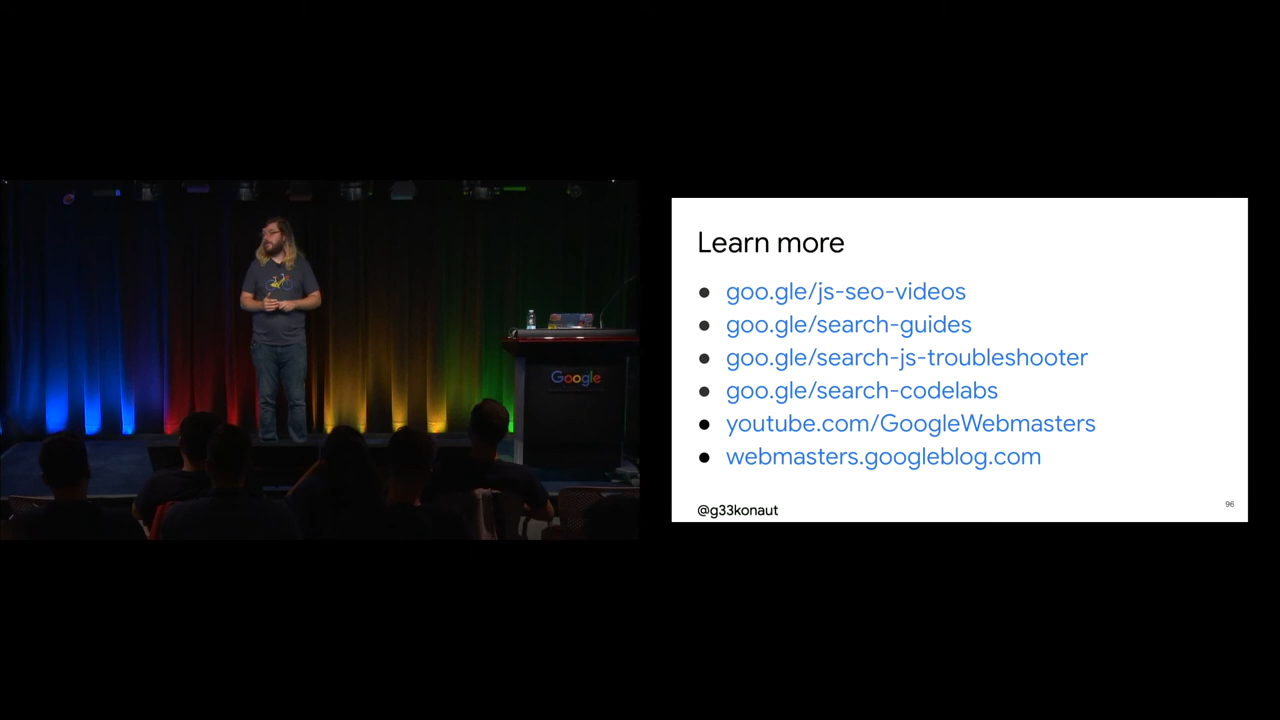 Google
Learn more
goo.gle/js-seo-videos
goo.gle/search-guides
goo.gle/search-js-troubleshooter
goo.gle/search-codelabs
youtube.com/GoogleWebmasters
webmasters.googleblog.com
@g33konaut
96